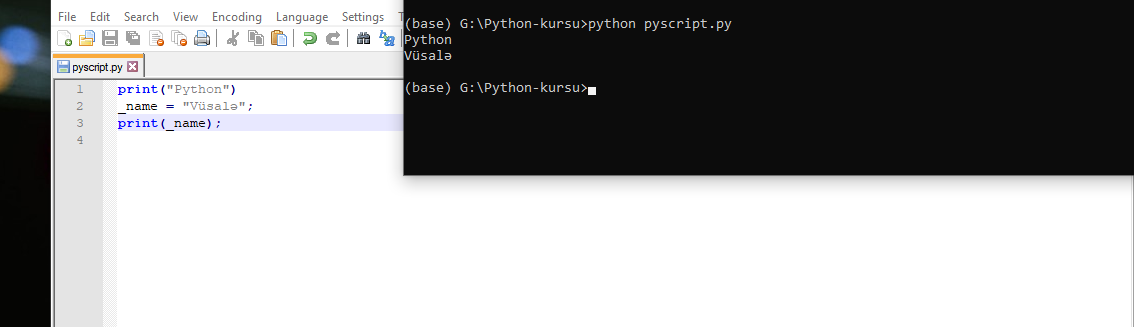 File Edit Search View Encoding Language Settings T
pyscript.py
1 print("Python")
2 _name = "Vüsalə";
3 print(_name);
4
(base) G:\Python-kursu>python pyscript.py
Python
Vüsalə
(base) G:\Python-kursu>